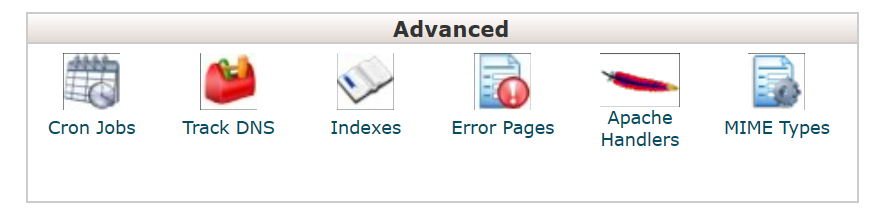 Advanced
Cron Jobs
Track DNS
Indexes
Error Pages
Apache
Handlers
MIME Types